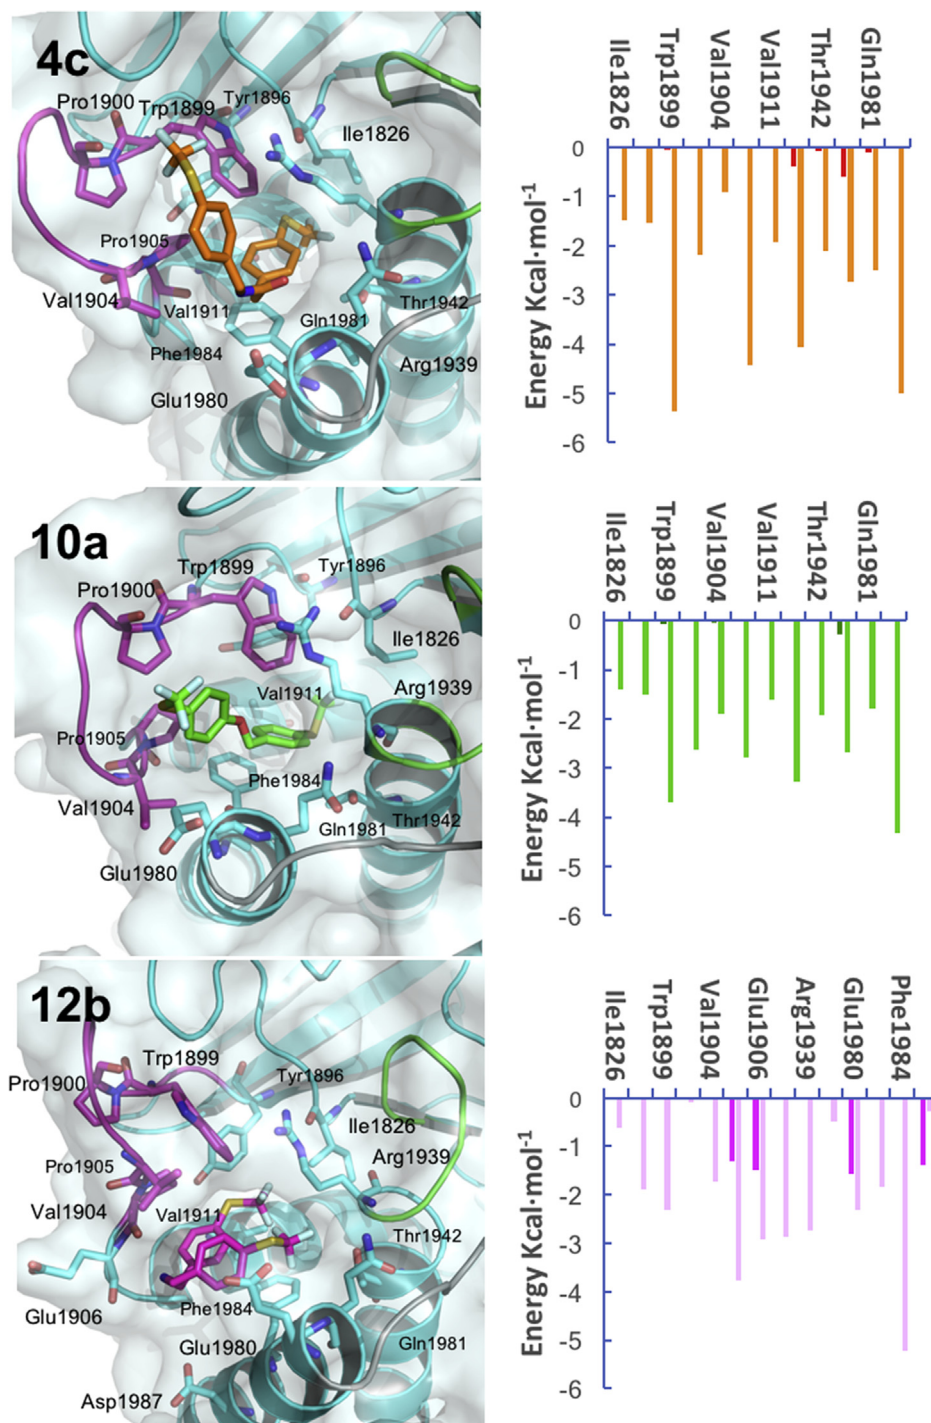 4c
Pro1900
Trp1899
Tyr1896
Ile1826
Pro1905
Val1904
Val1911
Thr1942
Gln1981
Phe1984
Arg1939
Glu1980
Ile1826
Trp1899
Val1904
Val1911
Thr1942
Gln1981
Energy Kcal·mol-1
0
-1
-2
-3
-4
-5
-6
10a
Trp1899
Tyr1896
Pro1900
Ile1826
Val1911
Arg1939
Pro1905
Phe1984
Val1904
Gln1981
Thr1942
Glu1980
Ile1826
Trp1899
Val1904
Val1911
Thr1942
Gln1981
Energy Kcal·mol-1
0
-1
-2
-3
-4
-5
-6
12b
Trp1899
Pro1900
Tyr1896
Ile1826
Arg1939
Pro1905
Val1904
Val1911
Thr1942
Glu1906
Phe1984
Glu1980
Gln1981
Asp1987
Ile1826
Trp1899
Val1904
Glu1906
Arg1939
Glu1980
Phe1984
Energy Kcal·mol-1
0
-1
-2
-3
-4
-5
-6